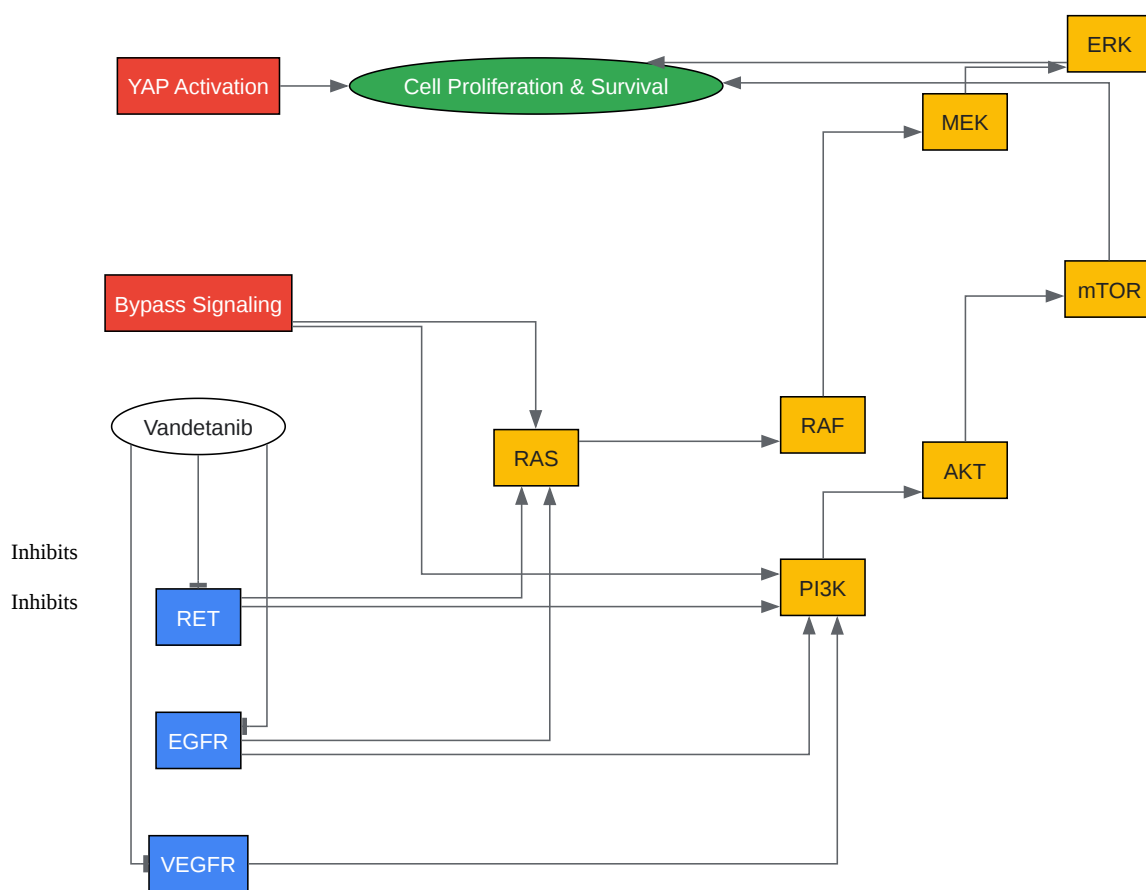 ERK
YAP Activation
Cell Proliferation & Survival
MEK
mTOR
Bypass Signaling
Vandetanib
RAF
RAS
AKT
Inhibits
PI3K
Inhibits
RET
EGFR
VEGFR